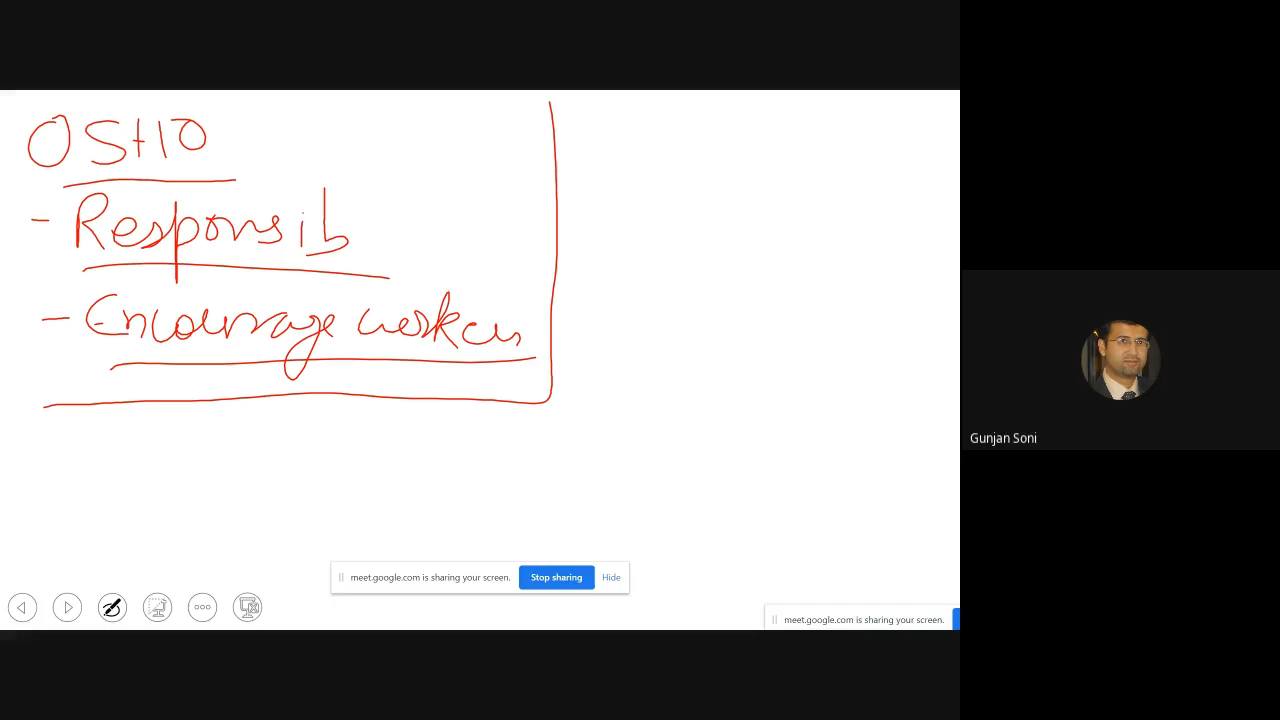 OSHO
- Responsib
- Encourage workers
Gunjan Soni
meet.google.com is sharing your screen. Stop sharing Hide
meet.google.com is sharing your screen.